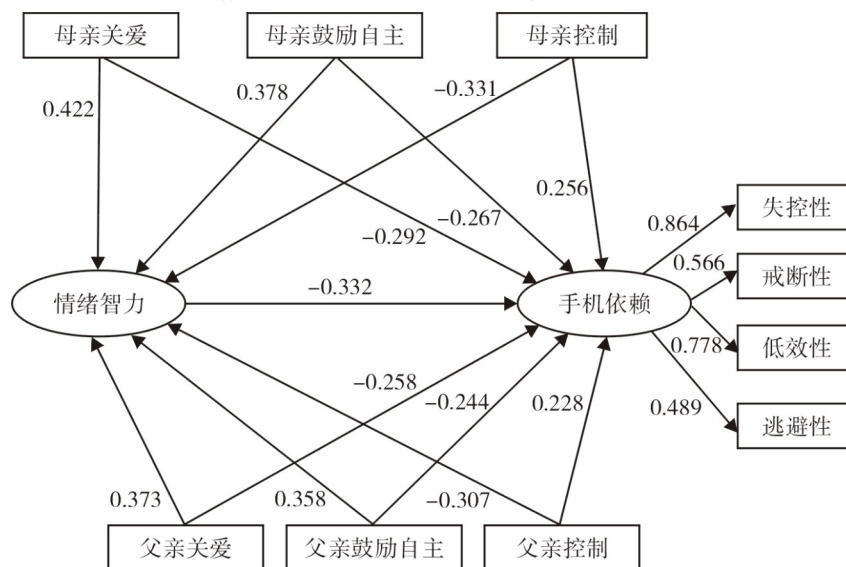 母亲关爱
母亲鼓励自主
母亲控制
0.422
0.378
−0.331
0.256
−0.292
−0.267
0.864
失控性
0.566
戒断性
情绪智力
−0.332
手机依赖
0.778
低效性
−0.258
−0.244
0.228
0.489
逃避性
0.373
0.358
−0.307
父亲关爱
父亲鼓励自主
父亲控制